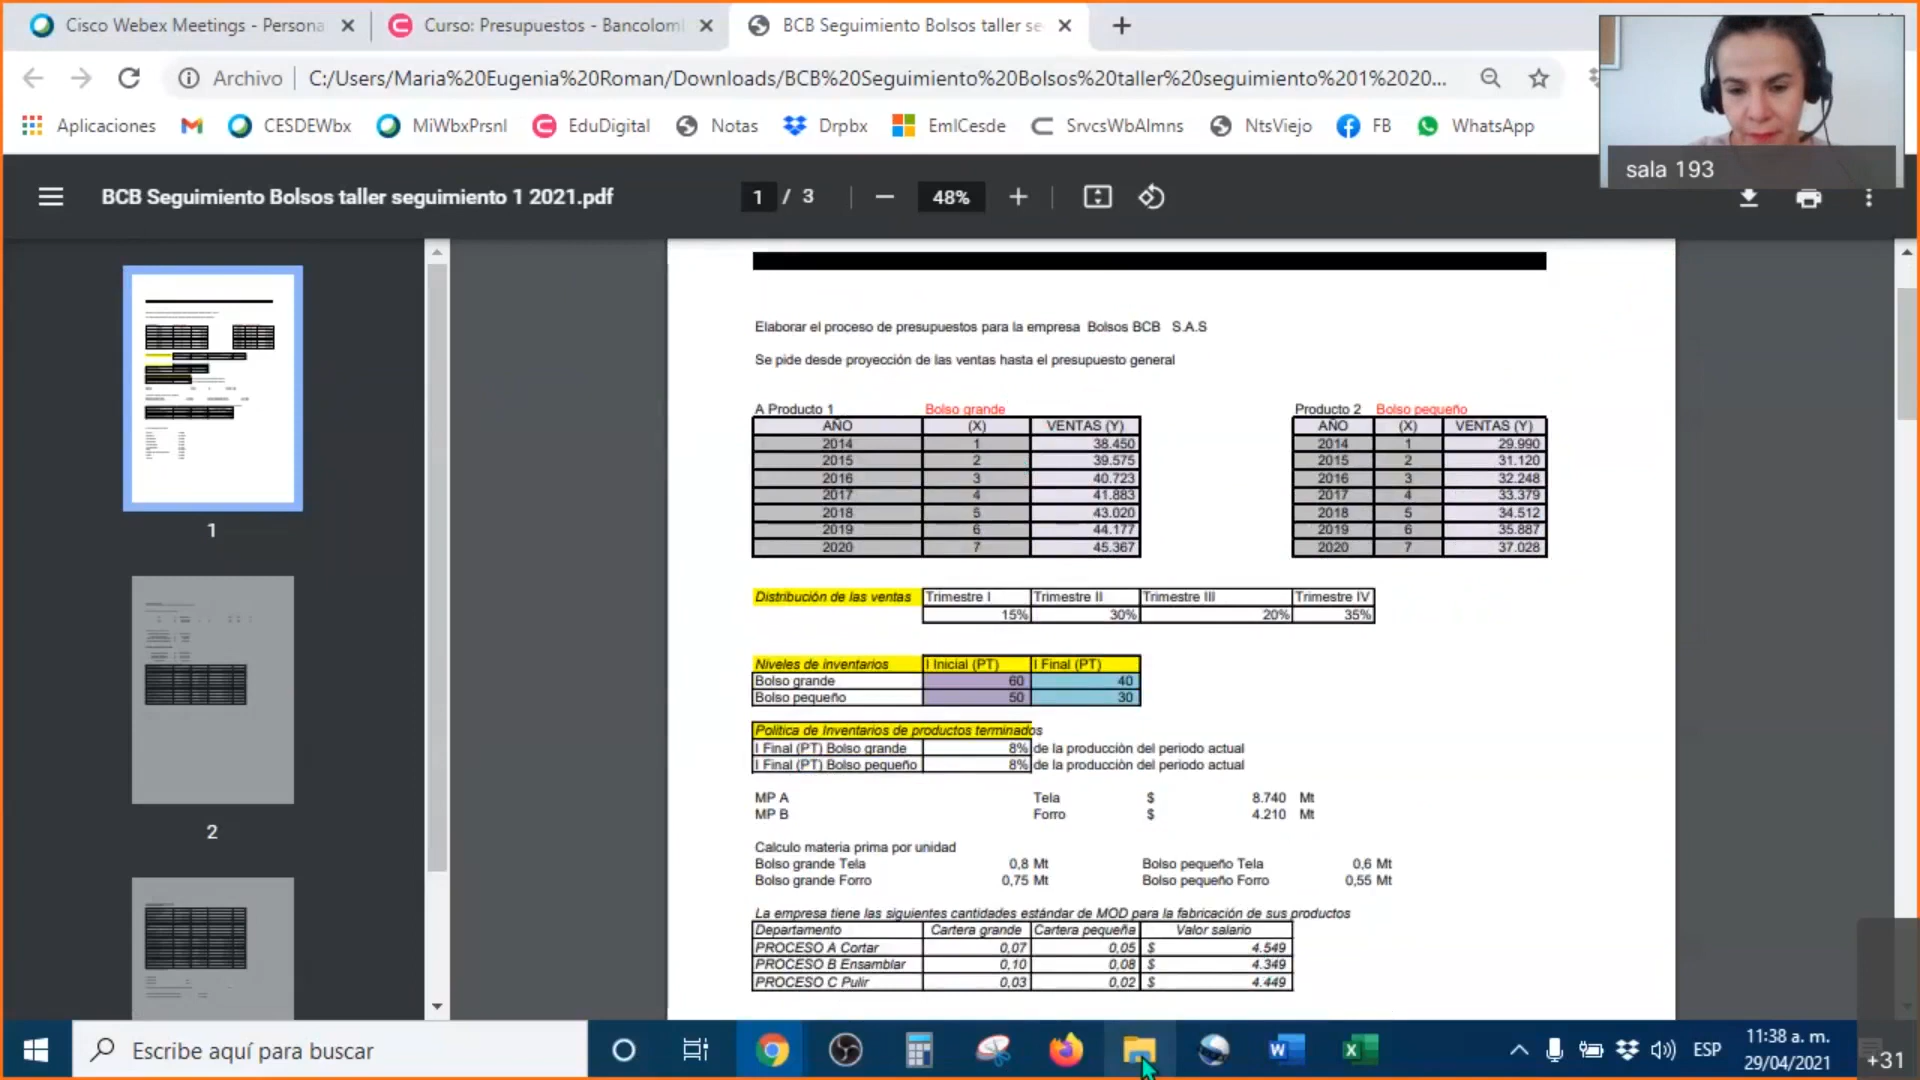 Cisco Webex Meetings - Persona
Curso: Presupuestos - Bancolom
BCB Seguimiento Bolsos taller se
Archivo
C:/Users/Maria%20Eugenia%20Roman/Downloads/BCB%20Seguimiento%20Bolsos%20taller%20seguimiento%201%2020...
Aplicaciones
CESDEWbx
MiWbxPrsnl
EduDigital
Notas
Drpbx
EmlCesde
SrvcsWbAlmns
NtsViejo
FB
WhatsApp
sala 193
BCB Seguimiento Bolsos taller seguimiento 1 2021.pdf
1 / 3
48%
1
2
Elaborar el proceso de presupuestos para la empresa Bolsos BCB S.A.S
Se pide desde proyección de las ventas hasta el presupuesto general
A Producto 1 Bolso grande
AÑO (X) VENTAS (Y)
2014 1 38.450
2015 2 39.575
2016 3 40.723
2017 4 41.883
2018 5 43.020
2019 6 44.177
2020 7 45.367
Producto 2 Bolso pequeño
AÑO (X) VENTAS (Y)
2014 1 29.990
2015 2 31.120
2016 3 32.248
2017 4 33.379
2018 5 34.512
2019 6 35.887
2020 7 37.028
Distribución de las ventas Trimestre I Trimestre II Trimestre III Trimestre IV
15% 30% 20% 35%
Niveles de inventarios I Inicial (PT) I Final (PT)
Bolso grande 60 40
Bolso pequeño 50 30
Política de Inventarios de productos terminados
I Final (PT) Bolso grande 8% de la producciòn del periodo actual
I Final (PT) Bolso pequeño 8% de la producciòn del periodo actual
MP A Tela $ 8.740 Mt
MP B Forro $ 4.210 Mt
Calculo materia prima por unidad
Bolso grande Tela 0,8 Mt Bolso pequeño Tela 0,6 Mt
Bolso grande Forro 0,75 Mt Bolso pequeño Forro 0,55 Mt
La empresa tiene las siguientes cantidades estándar de MOD para la fabricación de sus productos
Departamento Cartera grande Cartera pequeña Valor salario
PROCESO A Cortar 0,07 0,05 $ 4.549
PROCESO B Ensamblar 0,10 0,08 $ 4.349
PROCESO C Pulir 0,03 0,02 $ 4.449
Escribe aquí para buscar
ESP
11:38 a. m.
29/04/2021
+31